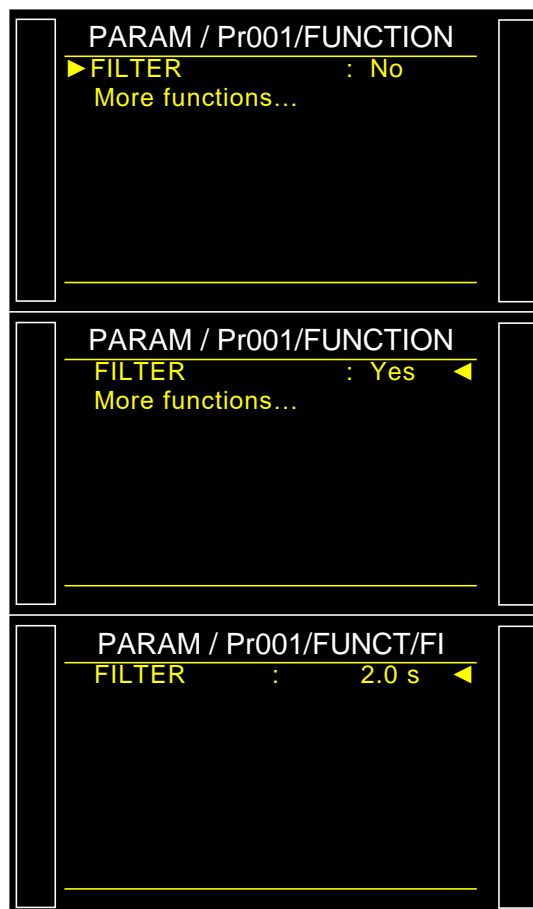 PARAM / Pr001/FUNCTION
►FILTER : No
More functions…
PARAM / Pr001/FUNCTION
FILTER : Yes ◄
More functions…
PARAM / Pr001/FUNCT/FI
FILTER : 2.0 s ◄